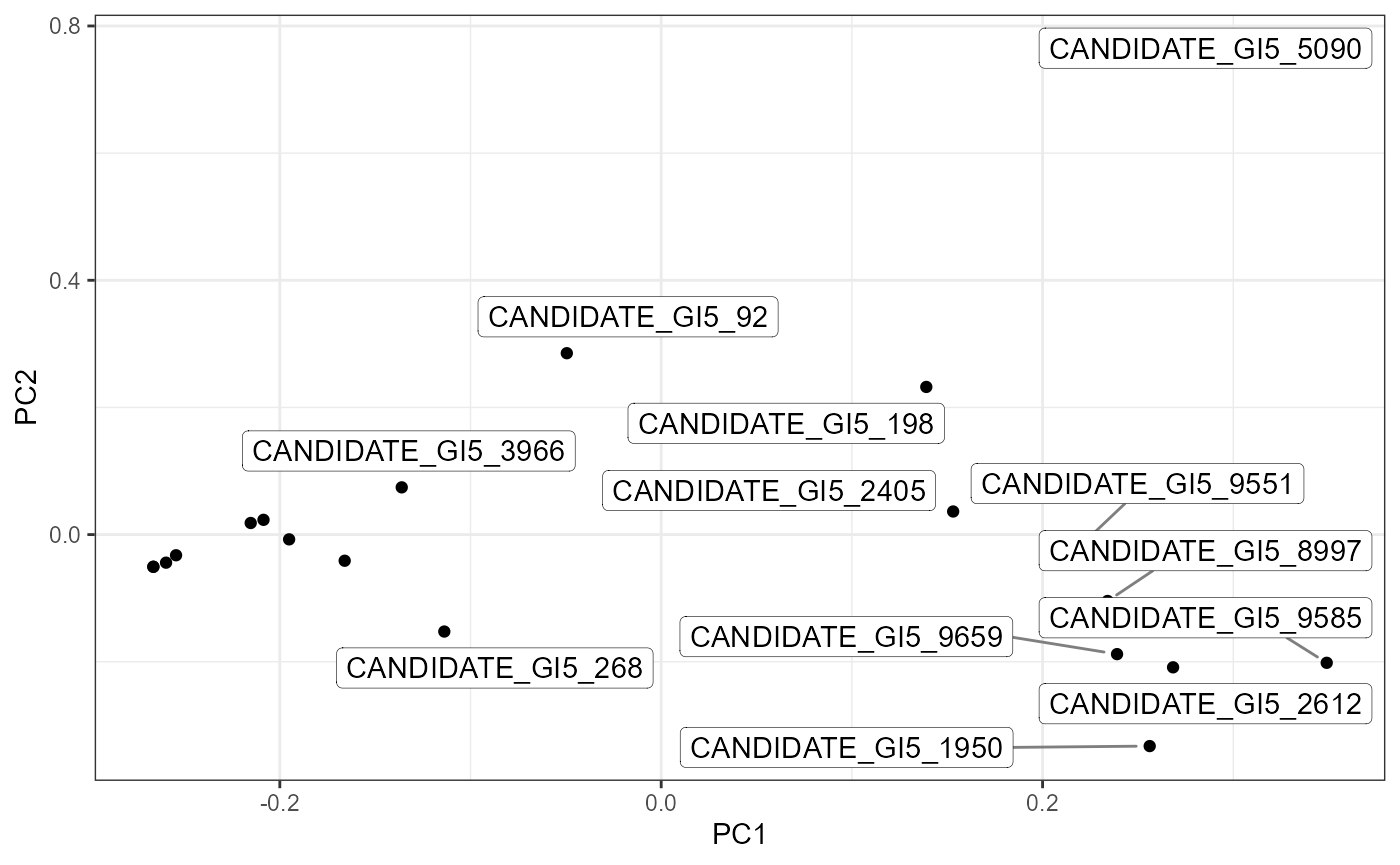 0.8
CANDIDATE_GI5_5090
0.4
CANDIDATE_GI5_92
PC2
CANDIDATE_GI5_198
CANDIDATE_GI5_3966
CANDIDATE_GI5_9551
CANDIDATE_GI5_2405
0.0
CANDIDATE_GI5_8997
CANDIDATE_GI5_9585
CANDIDATE_GI5_9659
CANDIDATE_GI5_268
CANDIDATE_GI5_2612
CANDIDATE_GI5_1950
-0.2 0.0 0.2
PC1